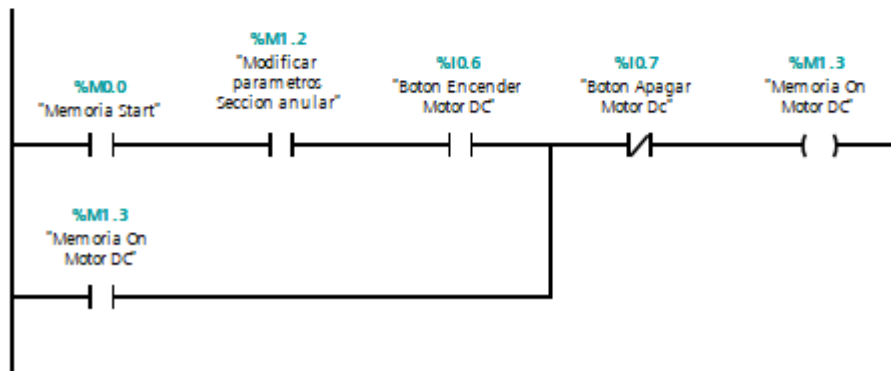 %M0.0
"Memoria Start"
%M1.2
"Modificar
parametros
Seccion anular"
%I0.6
"Boton Encender
Motor DC"
%I0.7
"Boton Apagar
Motor Dc"
%M1.3
"Memoria On
Motor DC"
%M1.3
"Memoria On
Motor DC"